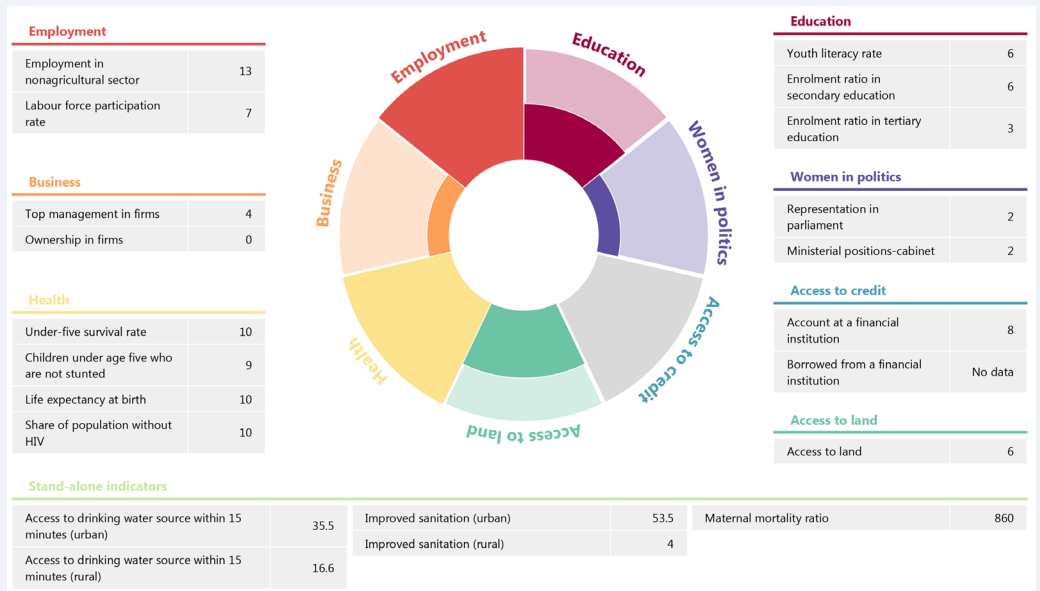 Employment
Employment in
nonagricultural sector
13
Labour force participation
rate
7
Business
Top management in firms
4
Ownership in firms
0
Health
Under-five survival rate
10
Children under age five who
are not stunted
9
Life expectancy at birth
10
Share of population without
HIV
10
Employment
Education
Women in politics
Access to credit
Access to land
Health
Business
Education
Youth literacy rate
6
Enrolment ratio in
secondary education
6
Enrolment ratio in tertiary
education
3
Women in politics
Representation in
parliament
2
Ministerial positions-cabinet
2
Access to credit
Account at a financial
institution
8
Borrowed from a financial
institution
No data
Access to land
Access to land
6
Stand-alone indicators
Access to drinking water source within 15
minutes (urban)
35.5
Access to drinking water source within 15
minutes (rural)
16.6
Improved sanitation (urban)
53.5
Improved sanitation (rural)
4
Maternal mortality ratio
860